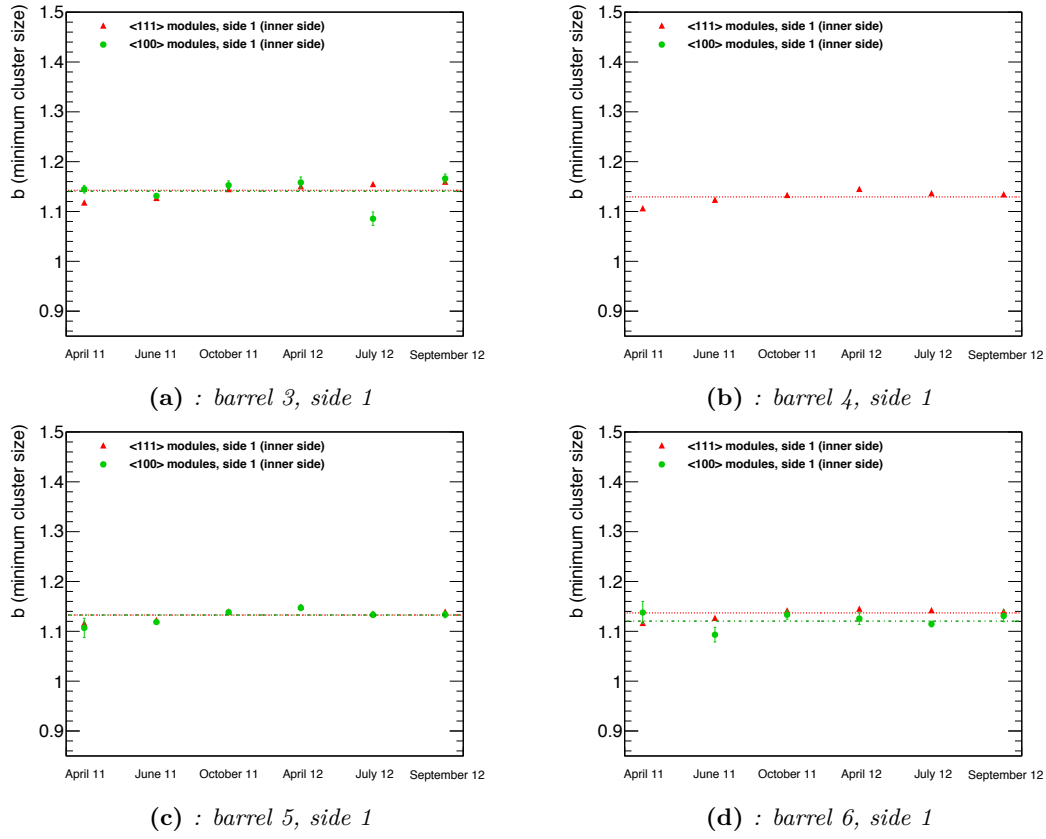 b (minimum cluster size)
1.5
1.4
1.3
1.2
1.1
1
0.9
<111> modules, side 1 (inner side)
<100> modules, side 1 (inner side)
April 11 June 11 October 11 April 12 July 12 September 12
(a) : barrel 3, side 1
b (minimum cluster size)
1.5
1.4
1.3
1.2
1.1
1
0.9
<111> modules, side 1 (inner side)
<100> modules, side 1 (inner side)
April 11 June 11 October 11 April 12 July 12 September 12
(b) : barrel 4, side 1
b (minimum cluster size)
1.5
1.4
1.3
1.2
1.1
1
0.9
<111> modules, side 1 (inner side)
<100> modules, side 1 (inner side)
April 11 June 11 October 11 April 12 July 12 September 12
(c) : barrel 5, side 1
b (minimum cluster size)
1.5
1.4
1.3
1.2
1.1
1
0.9
<111> modules, side 1 (inner side)
<100> modules, side 1 (inner side)
April 11 June 11 October 11 April 12 July 12 September 12
(d) : barrel 6, side 1